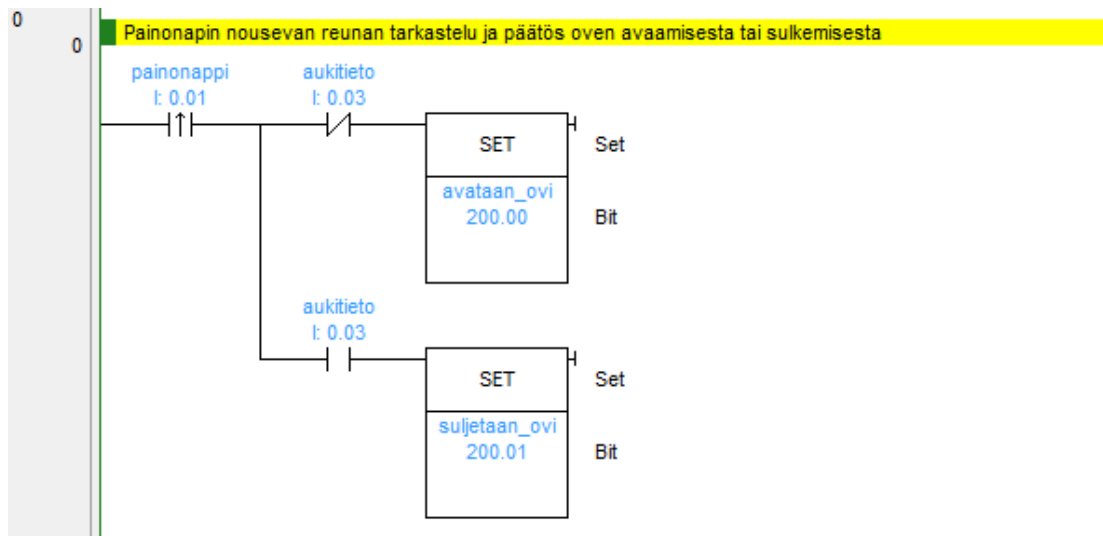 0
0
Painonapin nousevan reunan tarkastelu ja päätös oven avaamisesta tai sulkemisesta
painonappi
I: 0.01
aukitieto
I: 0.03
SET
Set
avataan_ovi
200.00
Bit
aukitieto
I: 0.03
SET
Set
suljetaan_ovi
200.01
Bit